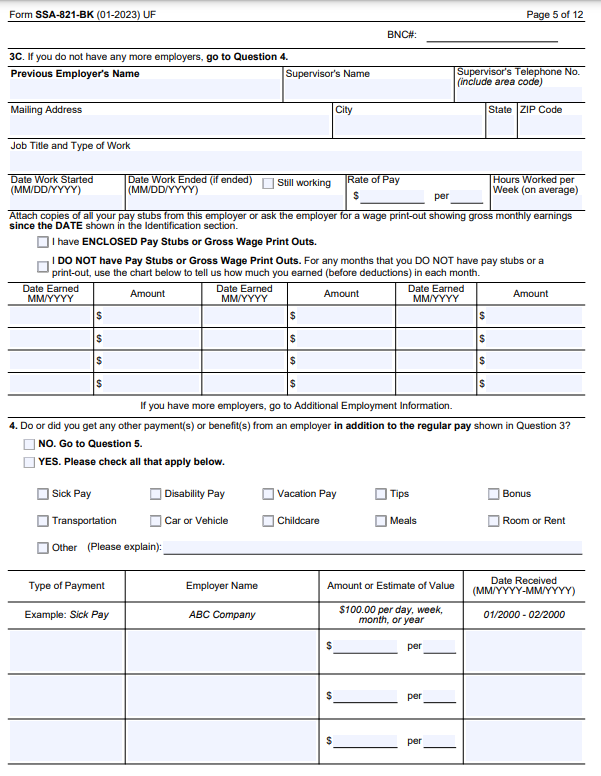 Form SSA-821-BK (01-2023) UF Page 5 of 12
BNC#:
3C. If you do not have any more employers, go to Question 4.
Previous Employer's Name Supervisor's Name Supervisor's Telephone No.
(include area code)
Mailing Address City State ZIP Code
Job Title and Type of Work
Date Work Started Date Work Ended (if ended) Still working Rate of Pay Hours Worked per
(MM/DD/YYYY) (MM/DD/YYYY) $ per Week (on average)
Attach copies of all your pay stubs from this employer or ask the employer for a wage print-out showing gross monthly earnings
since the DATE shown in the Identification section.
I have ENCLOSED Pay Stubs or Gross Wage Print Outs.
I DO NOT have Pay Stubs or Gross Wage Print Outs. For any months that you DO NOT have pay stubs or a
print-out, use the chart below to tell us how much you earned (before deductions) in each month.
Date Earned Amount Date Earned Amount Date Earned Amount
MM/YYYY MM/YYYY MM/YYYY
$ $ $
$ $ $
$ $ $
$ $ $
If you have more employers, go to Additional Employment Information.
4. Do or did you get any other payment(s) or benefit(s) from an employer in addition to the regular pay shown in Question 3?
NO. Go to Question 5.
YES. Please check all that apply below.
Sick Pay Disability Pay Vacation Pay Tips Bonus
Transportation Car or Vehicle Childcare Meals Room or Rent
Other (Please explain):
Type of Payment Employer Name Amount or Estimate of Value Date Received
(MM/YYYY-MM/YYYY)
Example: Sick Pay ABC Company $100.00 per day, week, 01/2000 - 02/2000
month, or year
$ per
$ per
$ per